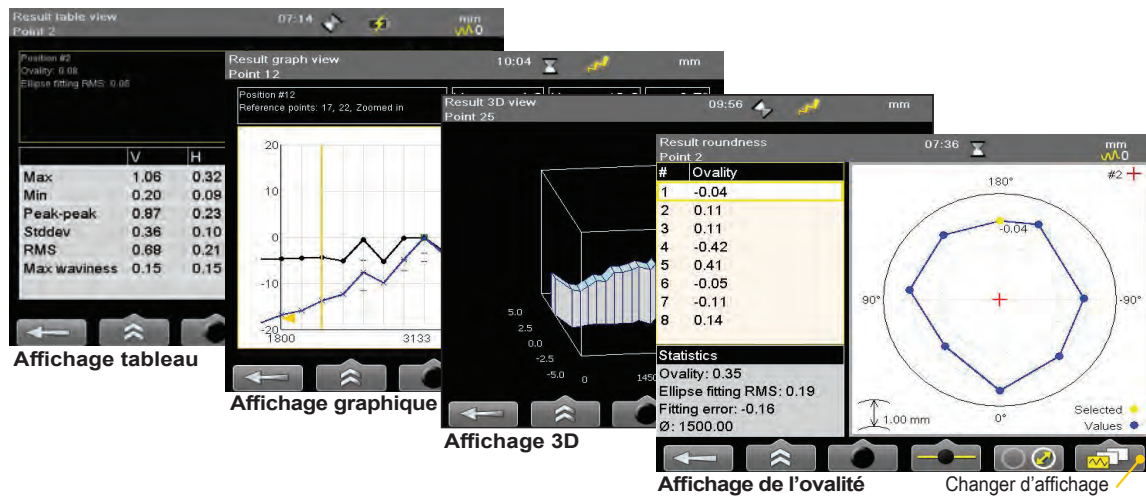 Result table view
Point 2
07:14
mm
0
Position #2
Ovality: 0.08
Ellipse fitting RMS: 0.06
V H
Max 1.06 0.32
Min 0.20 0.09
Peak-peak 0.87 0.23
Stddev 0.36 0.10
RMS 0.68 0.21
Max waviness 0.15 0.15
Affichage tableau
Result graph view
Point 12
10:04
mm
Position #12
Reference points: 17, 22, Zoomed in
20
10
0
-10
-20
1800 3133
Affichage graphique
Result 3D view
Point 25
09:56
mm
5.0
2.5
0.0
-2.5
-5.0
0
Affichage 3D
Result roundness
Point 2
07:36
mm
0
# Ovality
1 -0.04
2 0.11
3 0.11
4 -0.42
5 0.41
6 -0.05
7 -0.11
8 0.14
Statistics
Ovality: 0.35
Ellipse fitting RMS: 0.19
Fitting error: -0.16
Ø: 1500.00
#2
180°
-0.04
90° -90°
0°
1.00 mm
Selected
Values
Affichage de l’ovalité
Changer d’affichage